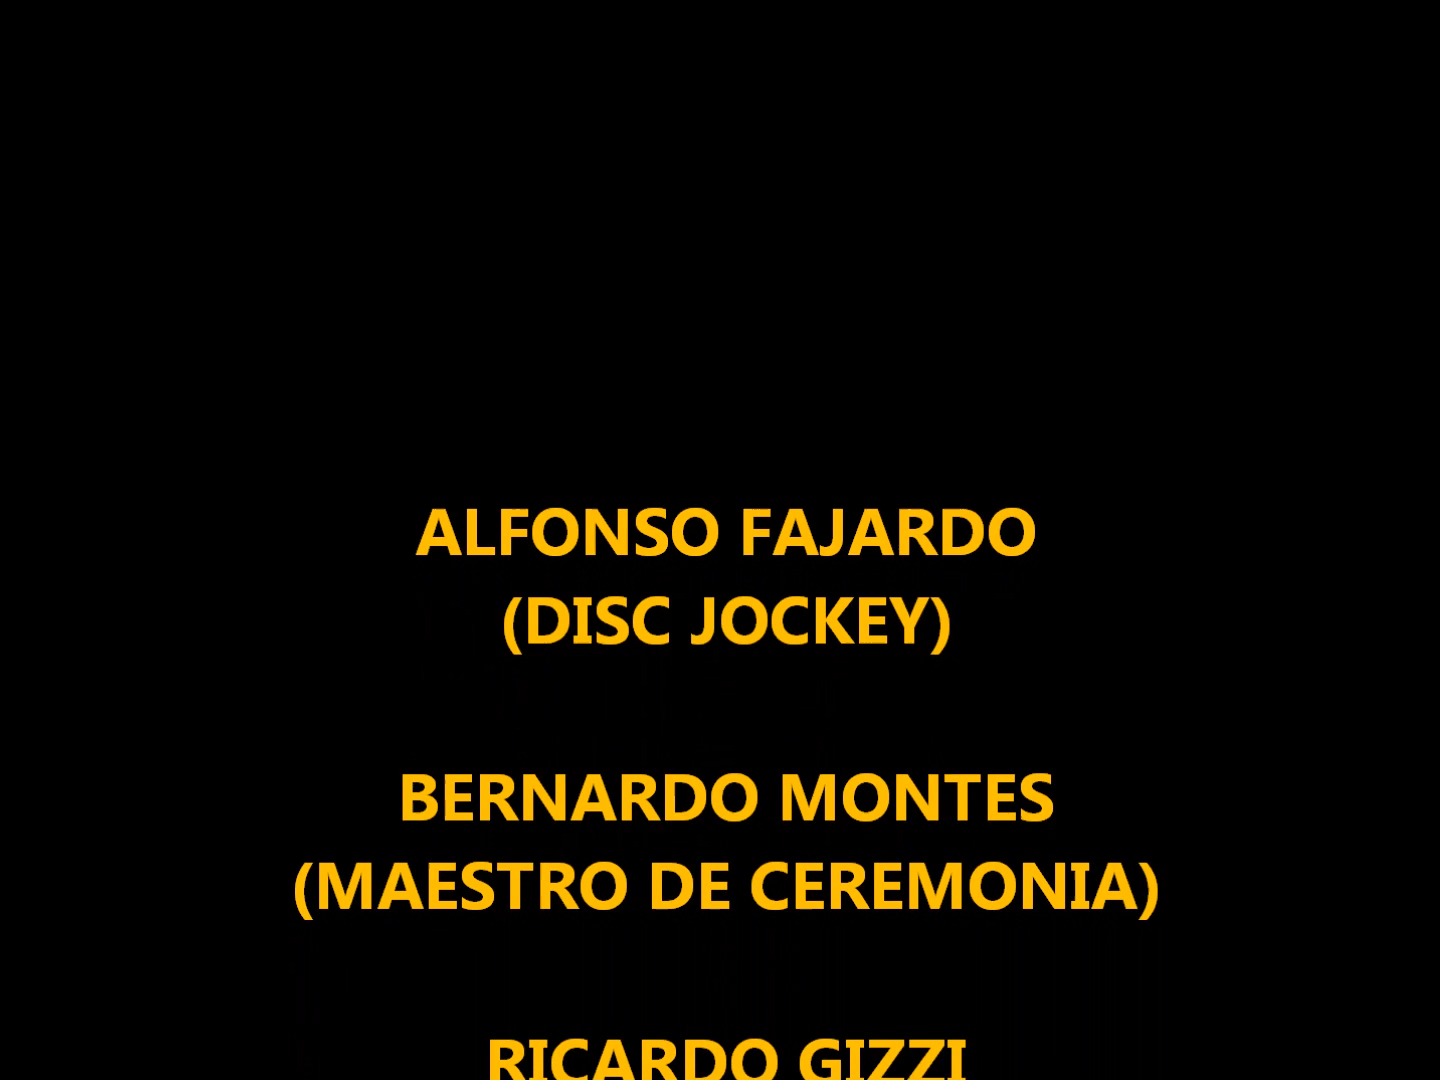 ALFONSO FAJARDO
(DISC JOCKEY)
BERNARDO MONTES
(MAESTRO DE CEREMONIA)
RICARDO GIZZI